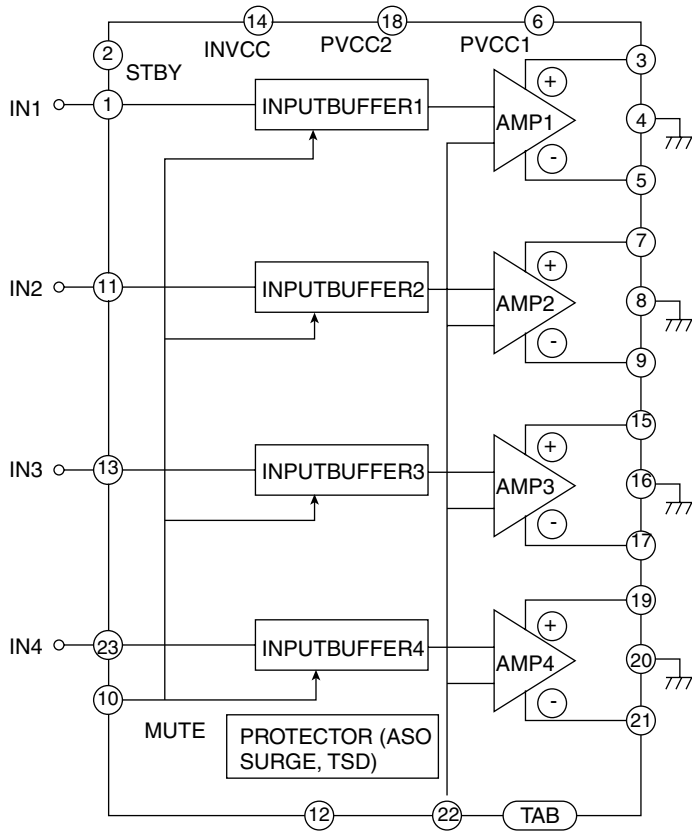 14 18 6
2 INVCC PVCC2 PVCC1
STBY 3
IN1 1 INPUTBUFFER1 + AMP1 - 4
5
7
IN2 11 INPUTBUFFER2 + AMP2 - 8
9
15
IN3 13 INPUTBUFFER3 + AMP3 - 16
17
19
IN4 23 INPUTBUFFER4 + AMP4 - 20
10 21
MUTE PROTECTOR (ASO
SURGE, TSD)
12 22 TAB